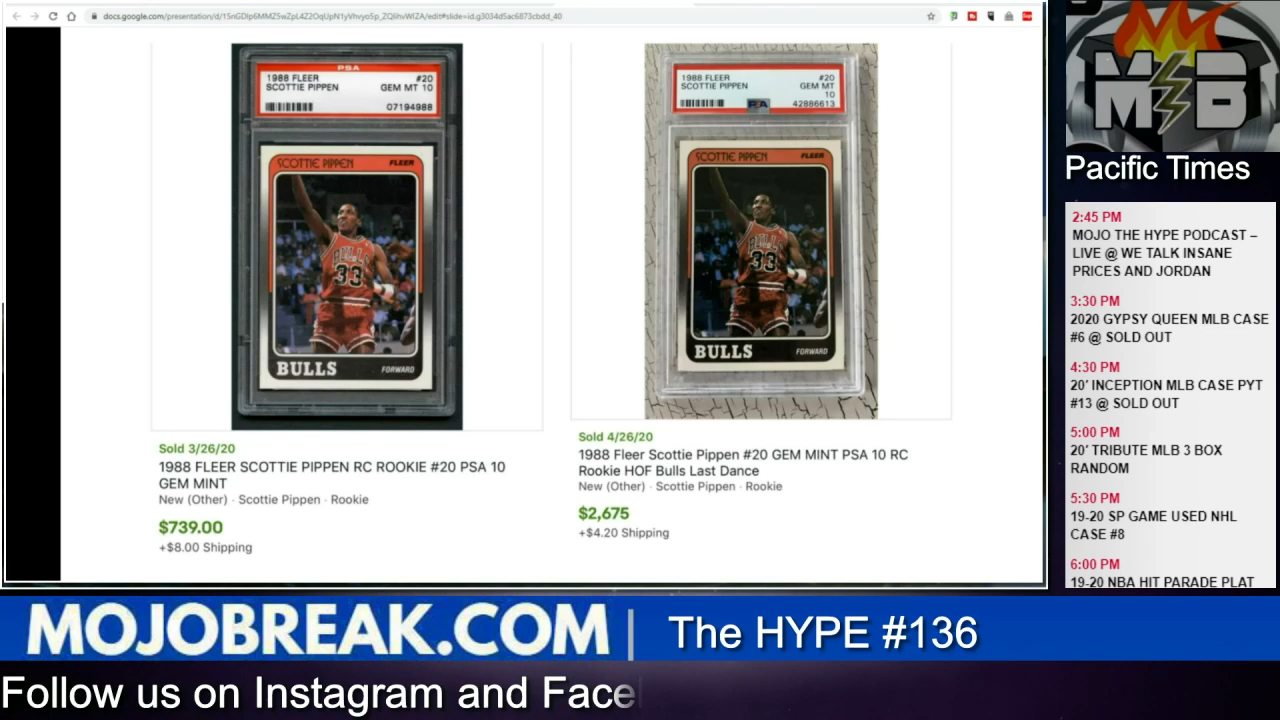 docs.google.com/presentation/d/15nGDlp6MMZ5wZpL4Z2OqUpN1yVhvyo5p_ZQ6hvWIZA/edit#slide=id.g3034d5ac6873cbdd_40
PSA
1988 FLEER #20
SCOTTIE PIPPEN GEM MT 10
07194988
SCOTTIE PIPPEN FLEER
BULLS
33
BULLS FORWARD
Sold 3/26/20
1988 FLEER SCOTTIE PIPPEN RC ROOKIE #20 PSA 10
GEM MINT
New (Other) · Scottie Pippen · Rookie
$739.00
+$8.00 Shipping
1988 FLEER #20
SCOTTIE PIPPEN GEM MT
10
PSA 42886613
SCOTTIE PIPPEN FLEER
BULLS
33
BULLS FORWARD
Sold 4/26/20
1988 Fleer Scottie Pippen #20 GEM MINT PSA 10 RC
Rookie HOF Bulls Last Dance
New (Other) · Scottie Pippen · Rookie
$2,675
+$4.20 Shipping
M B
Pacific Times
2:45 PM
MOJO THE HYPE PODCAST –
LIVE @ WE TALK INSANE
PRICES AND JORDAN
3:30 PM
2020 GYPSY QUEEN MLB CASE
#6 @ SOLD OUT
4:30 PM
20′ INCEPTION MLB CASE PYT
#13 @ SOLD OUT
5:00 PM
20′ TRIBUTE MLB 3 BOX
RANDOM
5:30 PM
19-20 SP GAME USED NHL
CASE #8
6:00 PM
19-20 NBA HIT PARADE PLAT
MOJOBREAK.COM | The HYPE #136
Follow us on Instagram and Face